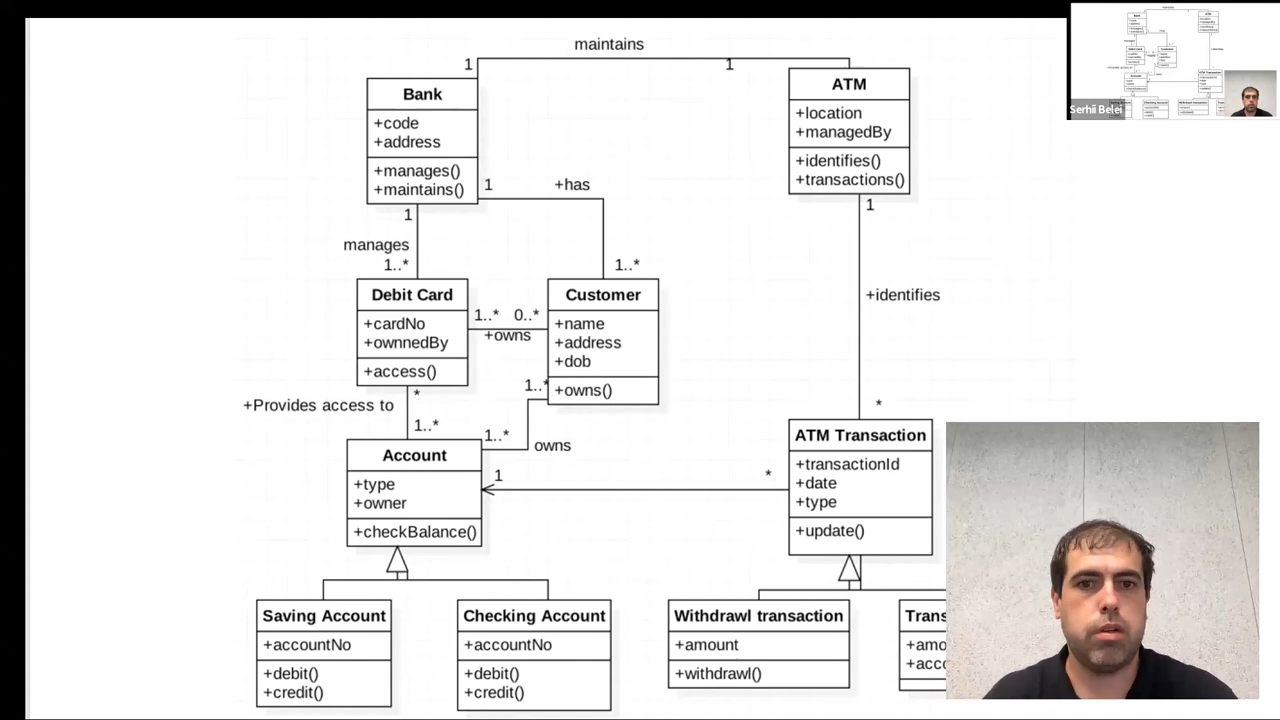 maintains
1
1
Bank
+code
+address
+manages()
+maintains()
ATM
+location
+managedBy
+identifies()
+transactions()
1
+has
1
1
manages
1..*
1..*
+identifies
Debit Card
+cardNo
+ownnedBy
+access()
1..*
0..*
+owns
Customer
+name
+address
+dob
+owns()
*
+Provides access to
1..*
1..*
1..*
owns
*
Account
+type
+owner
+checkBalance()
1
*
ATM Transaction
+transactionId
+date
+type
+update()
Saving Account
+accountNo
+debit()
+credit()
Checking Account
+accountNo
+debit()
+credit()
Withdrawl transaction
+amount
+withdrawl()
Trans
+amo
+acco
Serhii Belei